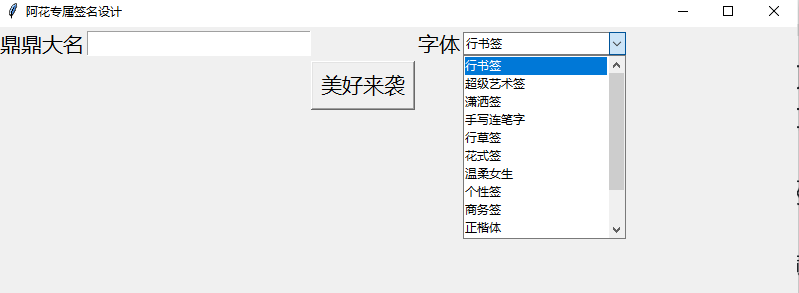 阿花专属签名设计
鼎鼎大名 字体 行书签
美好来袭
行书签
超级艺术签
潇洒签
手写连笔字
行草签
花式签
温柔女生
个性签
商务签
正楷体